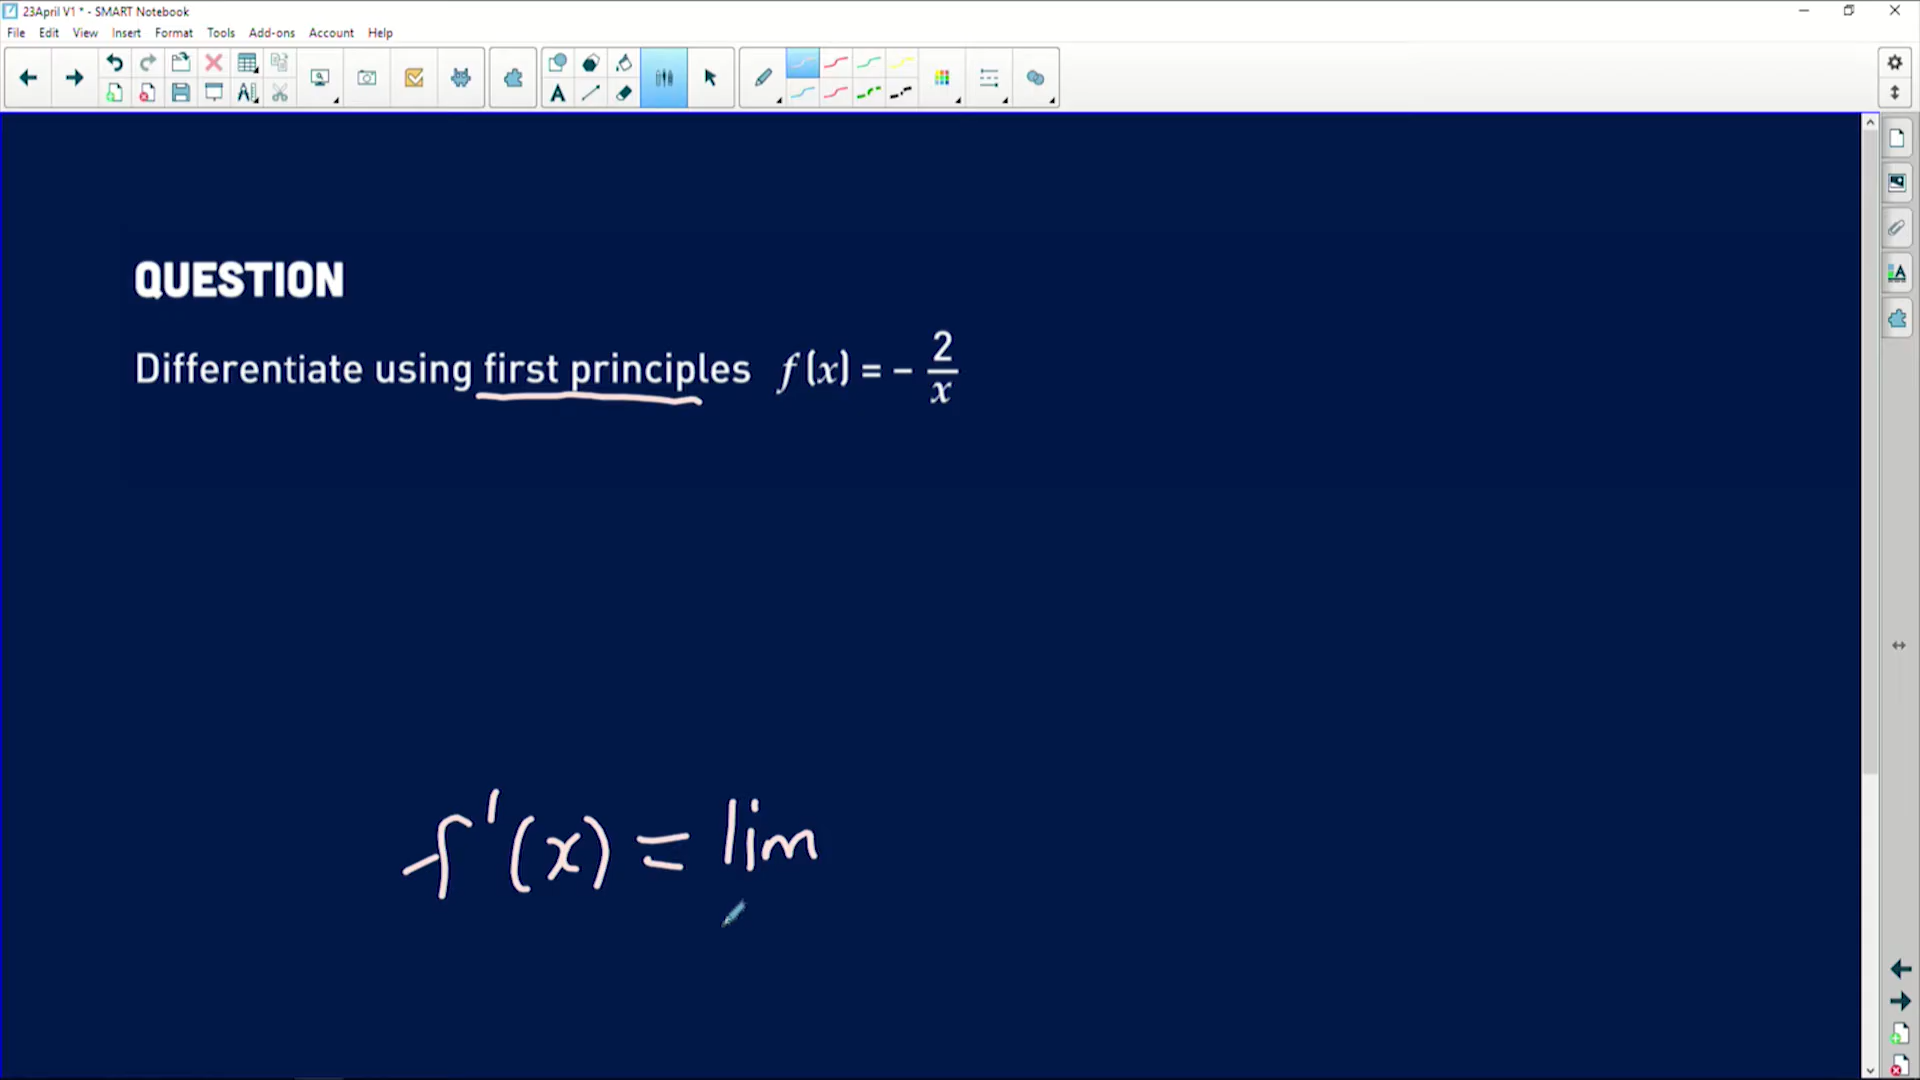 23April V1 * - SMART Notebook
File Edit View Insert Format Tools Add-ons Account Help
QUESTION
Differentiate using first principles f(x) = - 2/x
f'(x) = lim